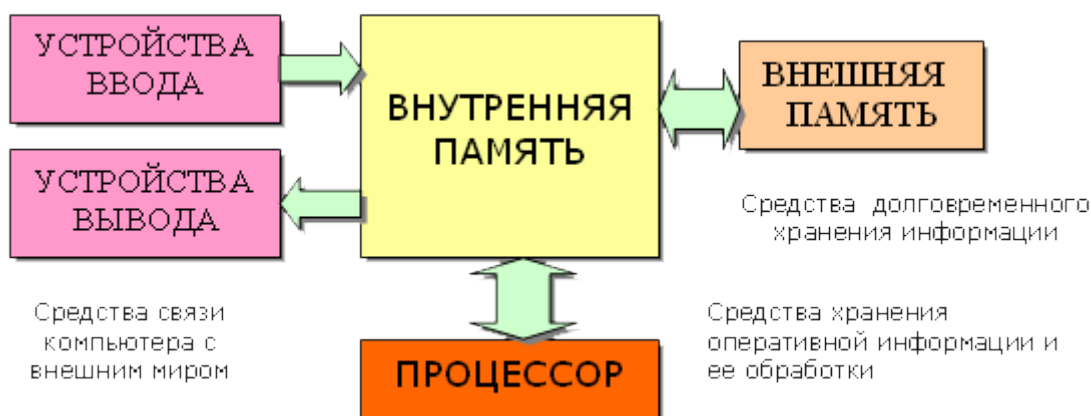 УСТРОЙСТВА
ВВОДА
УСТРОЙСТВА
ВЫВОДА
ВНУТРЕННЯЯ
ПАМЯТЬ
ВНЕШНЯЯ
ПАМЯТЬ
Средства долговременного
хранения информации
Средства связи
компьютера с
внешним миром
ПРОЦЕССОР
Средства хранения
оперативной информации и
ее обработки